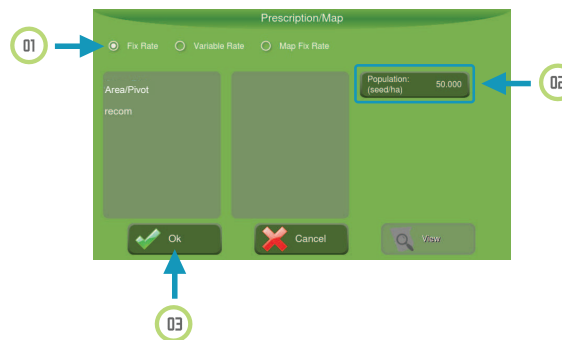 Prescription/Map
01
Fix Rate
Variable Rate
Map Fix Rate
Population:
(seed/ha)
50.000
02
Area/Pivot
recom
Ok
Cancel
View
03